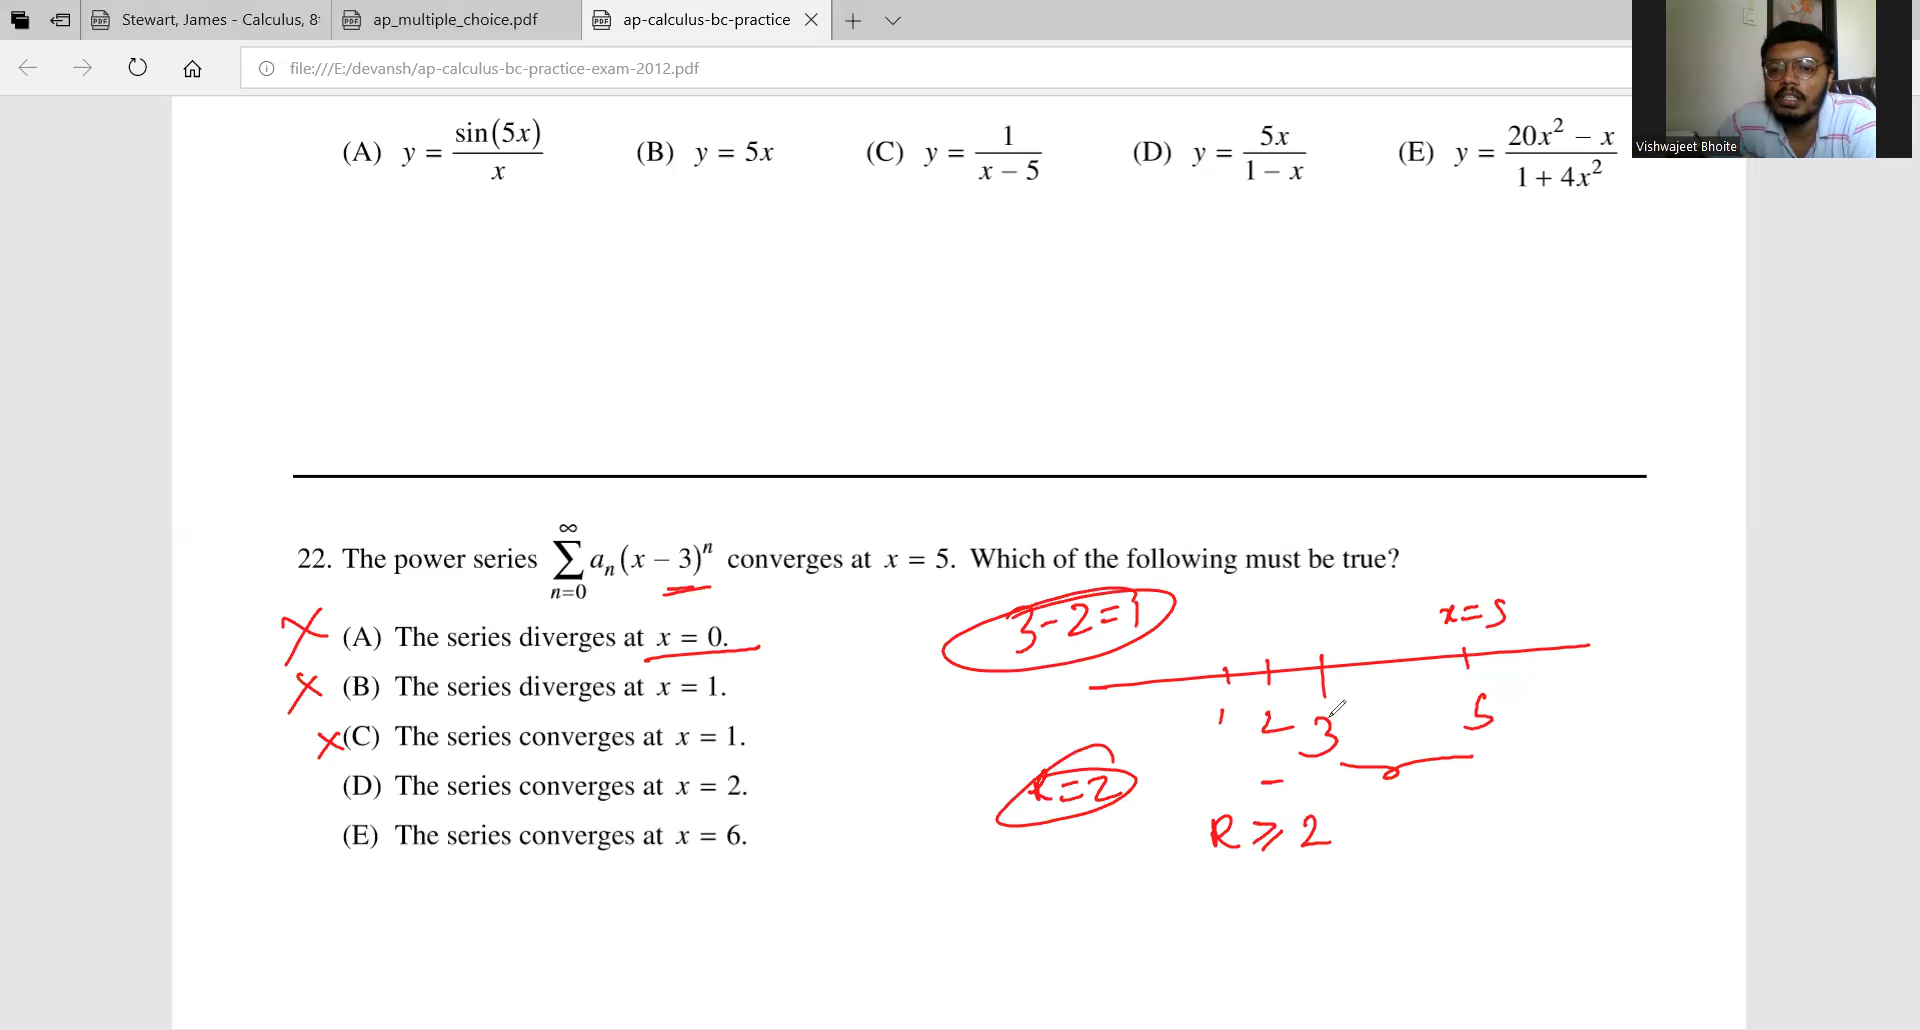 Stewart, James - Calculus, 8
ap_multiple_choice.pdf
ap-calculus-bc-practice
file:///E:/devansh/ap-calculus-bc-practice-exam-2012.pdf
Vishwajeet Bhoite
(A) y = sin(5x)/x (B) y = 5x (C) y = 1/(x − 5) (D) y = 5x/(1 − x) (E) y = (20x² − x)/(1 + 4x²)
22. The power series ∑_{n=0}^{∞} aₙ(x − 3)ⁿ converges at x = 5. Which of the following must be true?
(A) The series diverges at x = 0.
(B) The series diverges at x = 1.
(C) The series converges at x = 1.
(D) The series converges at x = 2.
(E) The series converges at x = 6.
3-2=1
x=5
1 2 3 5
x=2
R ⩾ 2